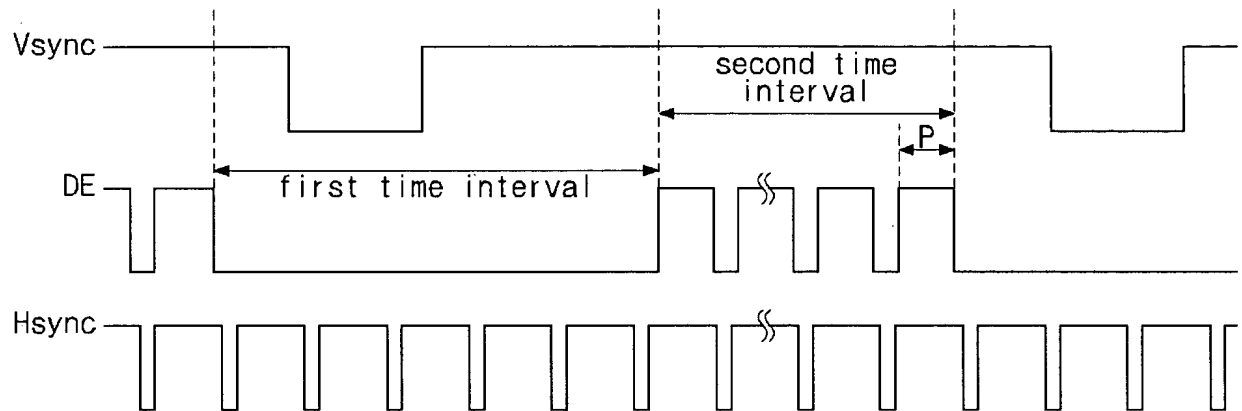 Vsync
second time
interval
P
DE
first time interval
Hsync